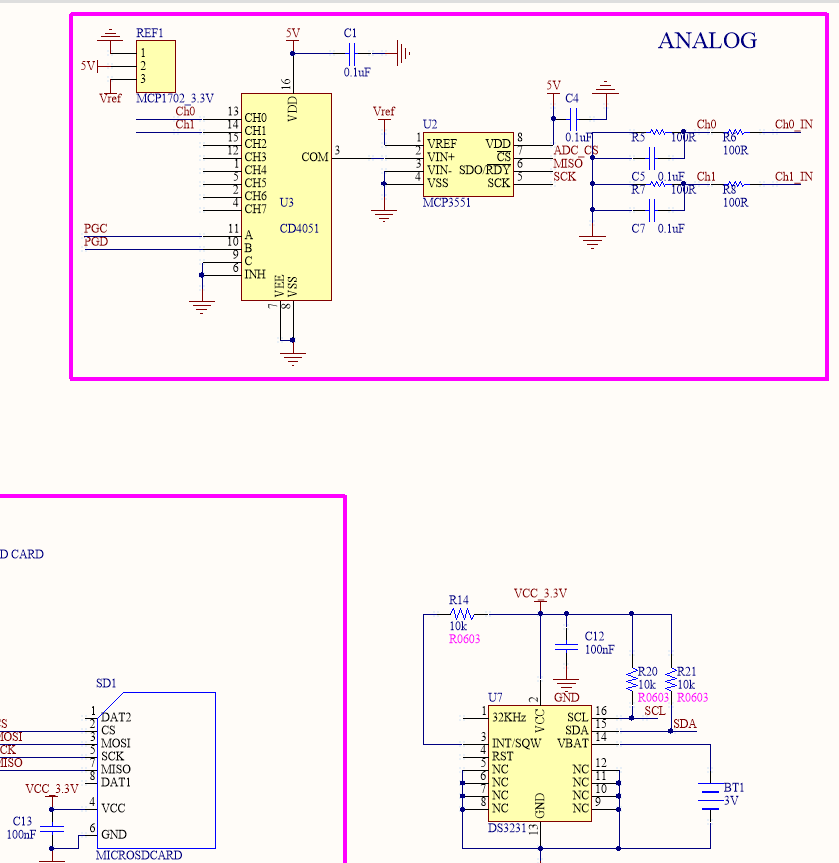 ANALOG
REF1
1
5V
2
3
Vref
MCP1702_3.3V
5V
C1
0.1uF
16
VDD
Ch0 13 CH0
Ch1 14 CH1
15 CH2
12 CH3
1 CH4
5 CH5
2 CH6
4 CH7
COM 3
U3
CD4051
PGC 11 A
PGD 10 B
9 C
6 INH
VEE VSS
7 8
Vref
U2
1 VREF VDD 8
2 VIN+ CS 7 ADC_CS
3 VIN- SDO/RDY 6 MISO
4 VSS SCK 5 SCK
MCP3551
5V
C4
0.1uF
R5 100R Ch0 R6 Ch0_IN
100R
C5 0.1uF
R7 100R Ch1 R8 Ch1_IN
100R
C7 0.1uF
D CARD
SD1
1 DAT2
CS 2 CS
MOSI 3 MOSI
CK 5 SCK
MISO 7 MISO
8 DAT1
VCC_3.3V
4 VCC
C13
100nF
6 GND
MICROSDCARD
VCC_3.3V
R14
10k
R0603
C12
100nF
GND
R20 R21
10k 10k
R0603 R0603
U7
2
VCC
1 32KHz SCL 16 SCL
SDA 15 SDA
3 INT/SQW VBAT 14
4 RST
5 NC NC 12
6 NC NC 11
7 NC NC 10
8 NC NC 9
GND
DS3231
13
BT1
3V